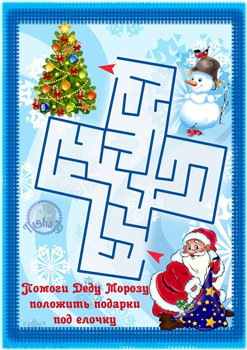 Помоги Деду Морозу
положить подарки
под елочку